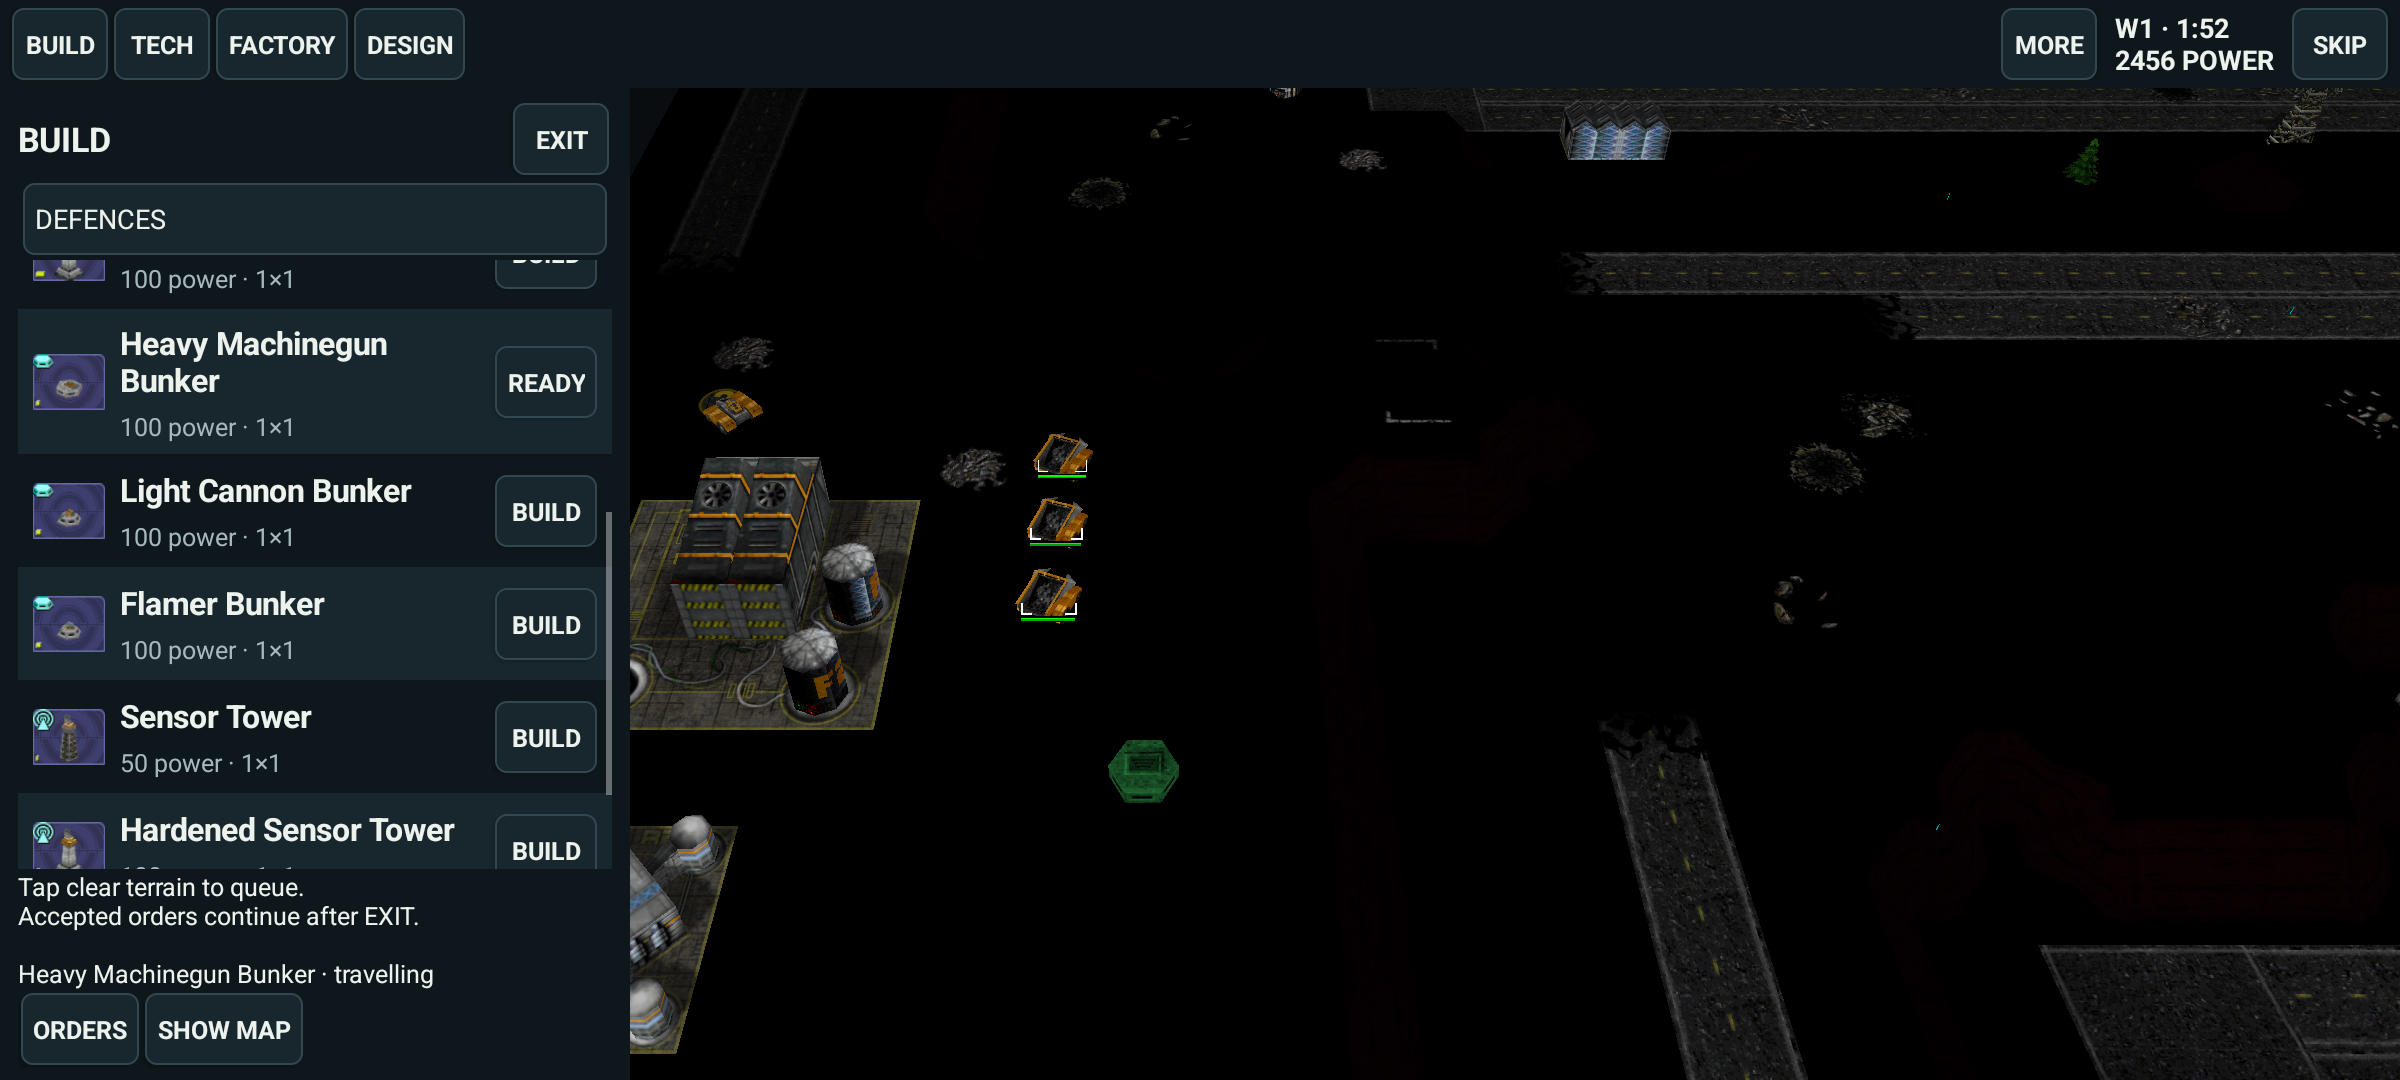 BUILD TECH FACTORY DESIGN
MORE
W1 · 1:52
2456 POWER
SKIP
BUILD
EXIT
DEFENCES
100 power · 1×1
BUILD
Heavy Machinegun
Bunker
100 power · 1×1
READY
Light Cannon Bunker
100 power · 1×1
BUILD
Flamer Bunker
100 power · 1×1
BUILD
Sensor Tower
50 power · 1×1
BUILD
Hardened Sensor Tower
BUILD
Tap clear terrain to queue.
Accepted orders continue after EXIT.
Heavy Machinegun Bunker · travelling
ORDERS SHOW MAP